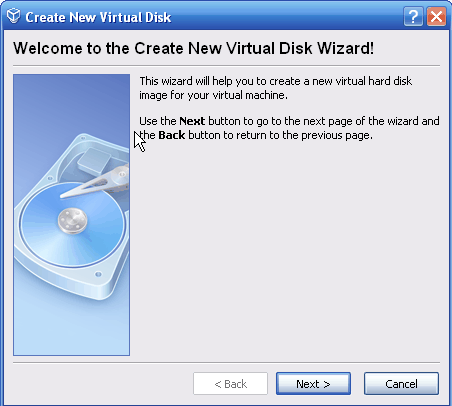 Create New Virtual Disk
?
Welcome to the Create New Virtual Disk Wizard!
This wizard will help you to create a new virtual hard disk
image for your virtual machine.
Use the Next button to go to the next page of the wizard and
the Back button to return to the previous page.
< Back
Next >
Cancel